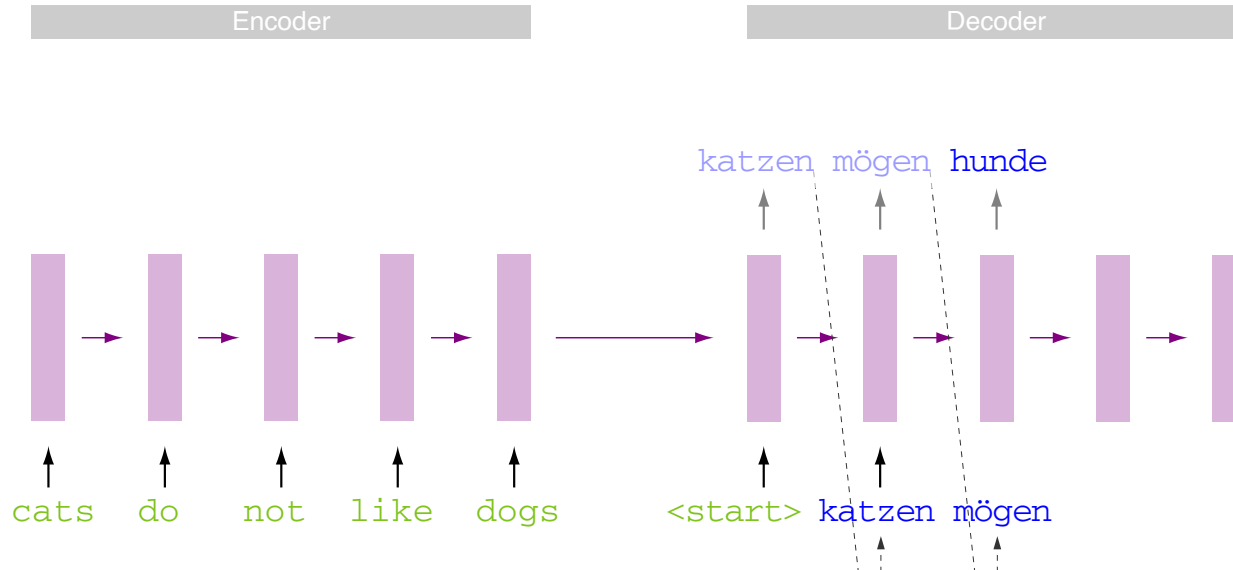 Encoder Decoder
katzen mögen hunde
cats do not like dogs <start> katzen mögen